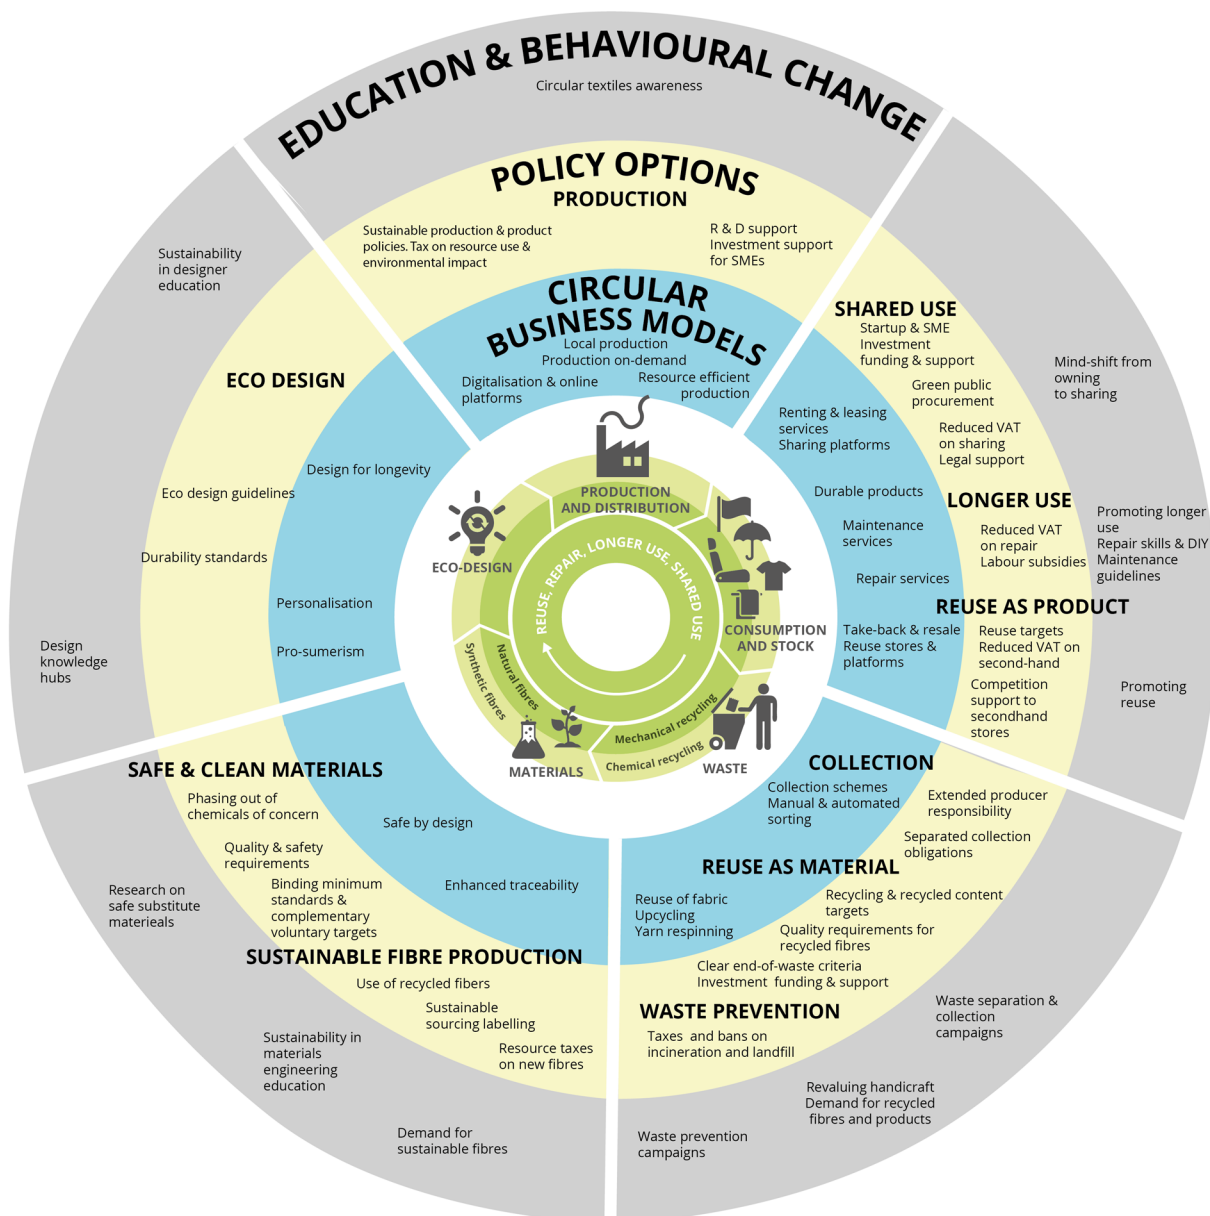 EDUCATION & BEHAVIOURAL CHANGE
Circular textiles awareness
POLICY OPTIONS
PRODUCTION
Sustainable production & product
policies. Tax on resource use &
environmental impact
R & D support
Investment support
for SMEs
CIRCULAR
BUSINESS MODELS
Local production
Production on-demand
Digitalisation & online
platforms
Resource efficient
production
Mind-shift from
owning
to sharing
Promoting longer
use
Repair skills & DIY
Maintenance
guidelines
Promoting
reuse
SHARED USE
Startup & SME
Investment
funding & support
Green public
procurement
Reduced VAT
on sharing
Legal support
LONGER USE
Reduced VAT
on repair
Labour subsidies
REUSE AS PRODUCT
Reuse targets
Reduced VAT on
second-hand
Competition
support to
secondhand
stores
Renting & leasing
services
Sharing platforms
Durable products
Maintenance
services
Repair services
Take-back & resale
Reuse stores &
platforms
COLLECTION
Collection schemes
Manual & automated
sorting
Extended producer
responsibility
Separated collection
obligations
REUSE AS MATERIAL
Reuse of fabric
Upcycling
Yarn respinning
Recycling & recycled content
targets
Quality requirements for
recycled fibres
Clear end-of-waste criteria
Investment funding & support
WASTE PREVENTION
Taxes and bans on
incineration and landfill
Waste separation &
collection
campaigns
Revaluing handicraft
Demand for recycled
fibres and products
Waste prevention
campaigns
SAFE & CLEAN MATERIALS
Phasing out of
chemicals of concern
Quality & safety
requirements
Binding minimum
standards &
complementary
voluntary targets
SUSTAINABLE FIBRE PRODUCTION
Use of recycled fibers
Sustainable
sourcing labelling
Resource taxes
on new fibres
Safe by design
Enhanced traceability
Research on
safe substitute
materieals
Sustainability in
materials
engineering
education
Demand for
sustainable fibres
Sustainability
in designer
education
Design
knowledge
hubs
ECO DESIGN
Eco design guidelines
Durability standards
Design for longevity
Personalisation
Pro-sumerism
PRODUCTION
AND DISTRIBUTION
ECO-DESIGN
CONSUMPTION
AND STOCK
WASTE
MATERIALS
REUSE, REPAIR, LONGER USE, SHARED USE
Natural fibres
Synthetic fibres
Mechanical recycling
Chemical recycling